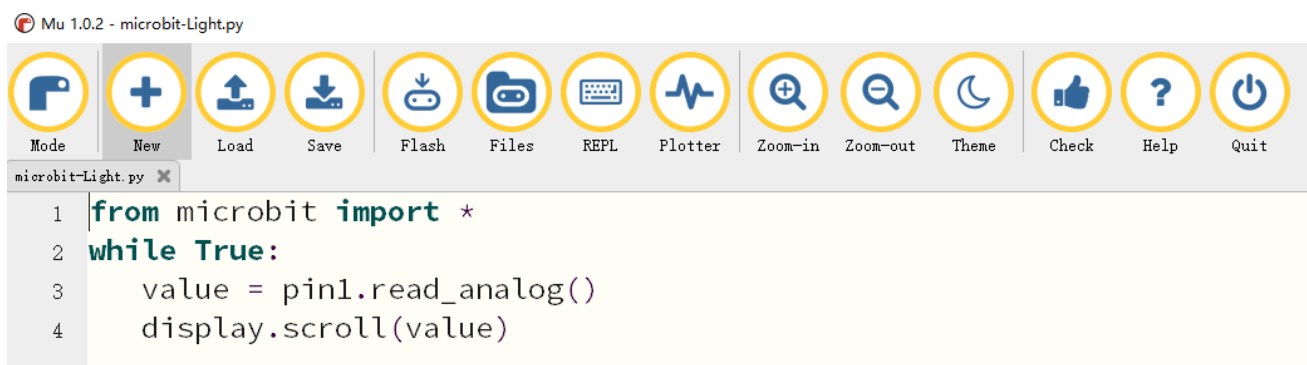 Mu 1.0.2 - microbit-Light.py
Mode New Load Save Flash Files REPL Plotter Zoom-in Zoom-out Theme Check Help Quit
microbit-Light.py
1 from microbit import *
2 while True:
3    value = pin1.read_analog()
4    display.scroll(value)